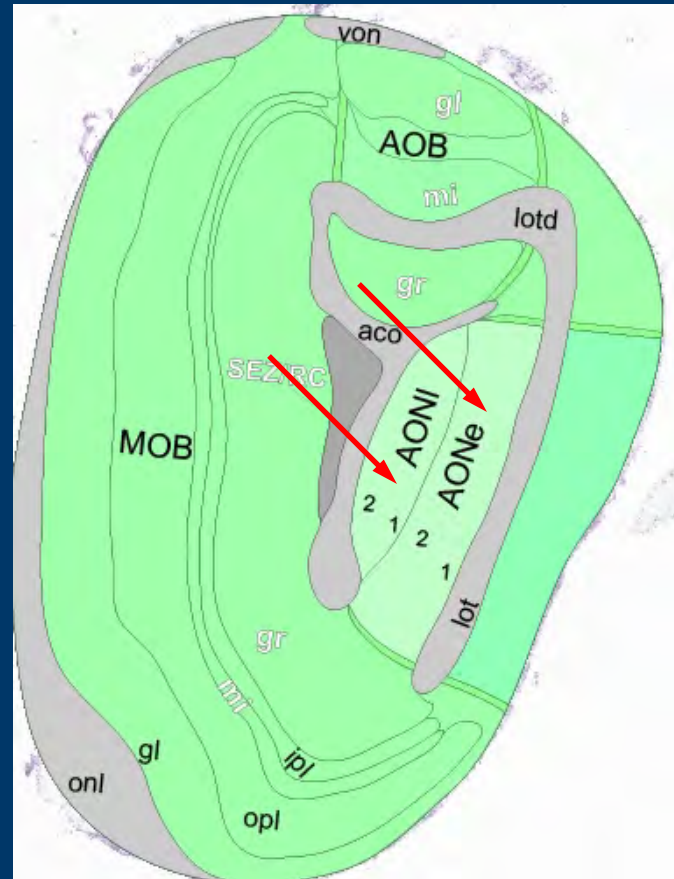 von
gl
AOB
mi
lotd
gr
aco
SEZ/RC
AONl
MOB
AONe
2
1
2
1
lot
gr
mi
gl
ipl
onl
opl